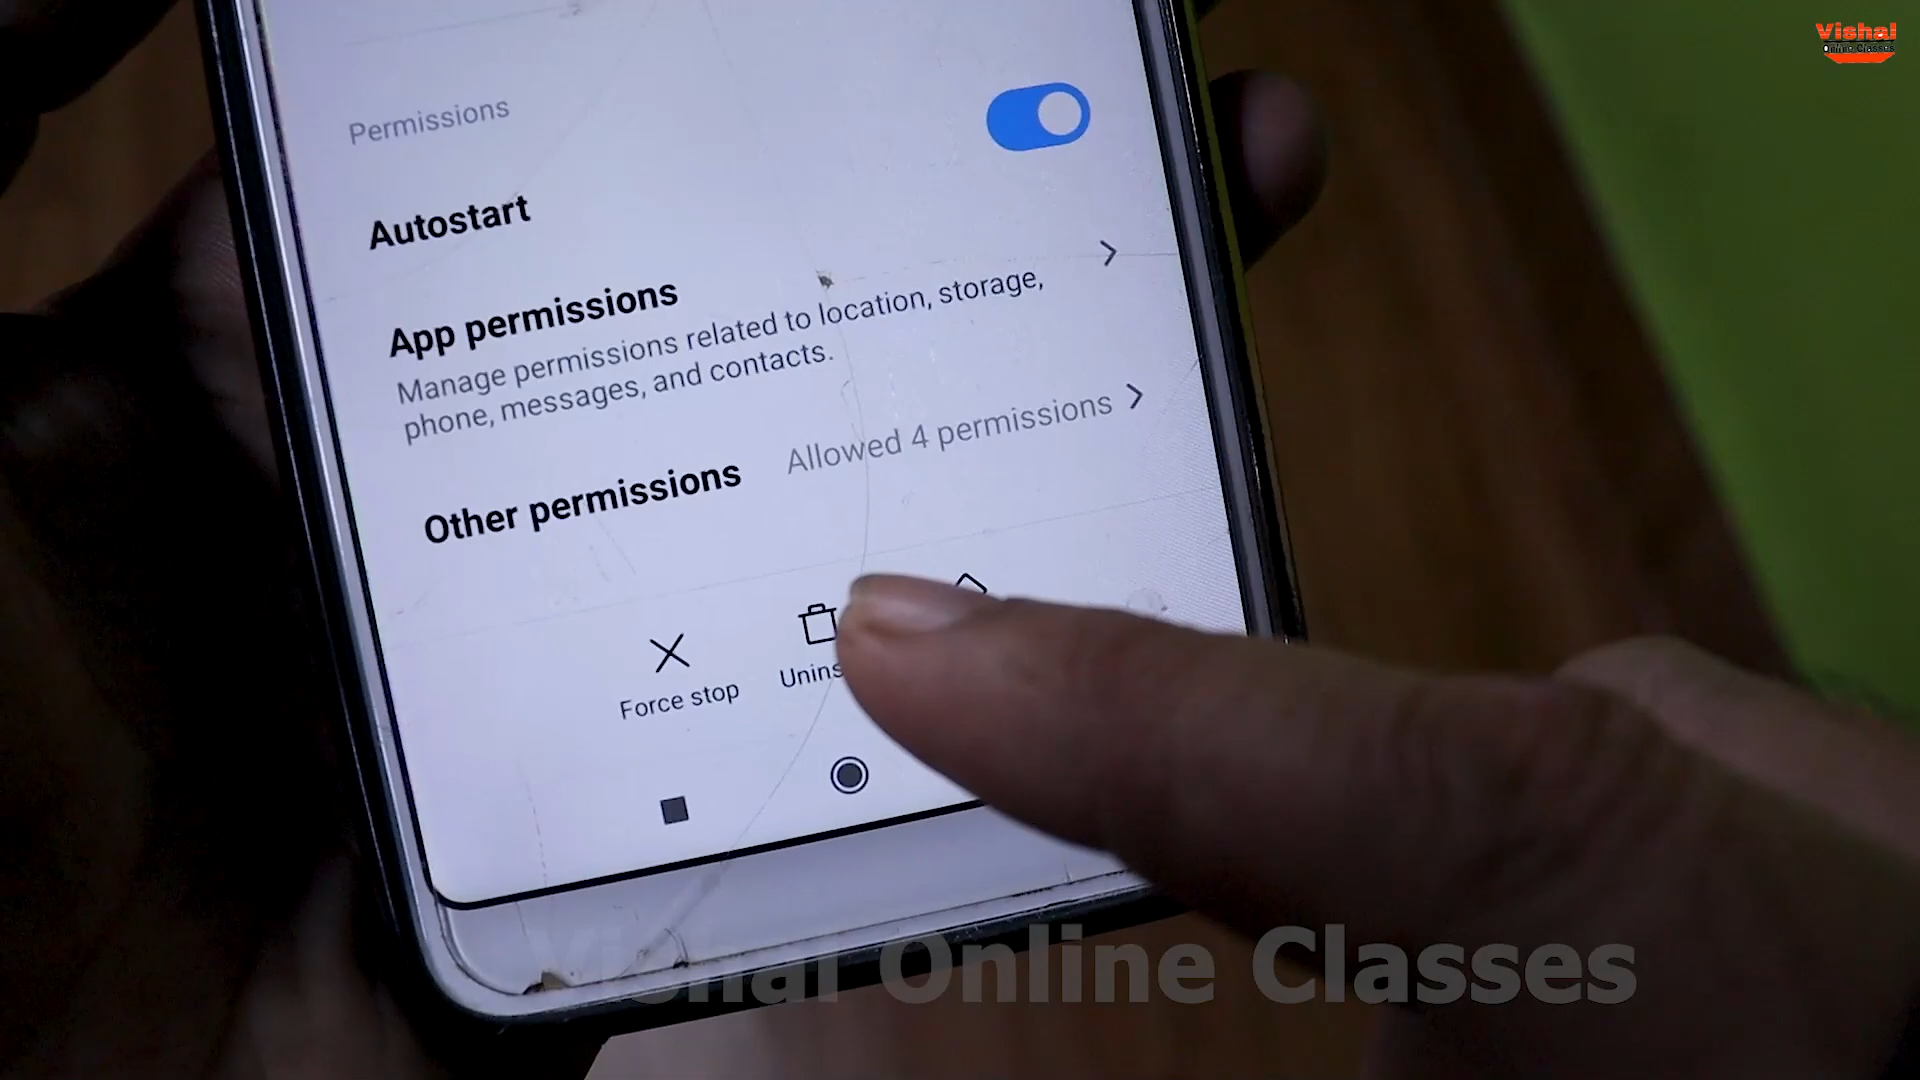 Vishal
Online Classes
Permissions
Autostart
App permissions
Manage permissions related to location, storage,
phone, messages, and contacts.
Other permissions Allowed 4 permissions
Force stop
Unins
Vishal Online Classes